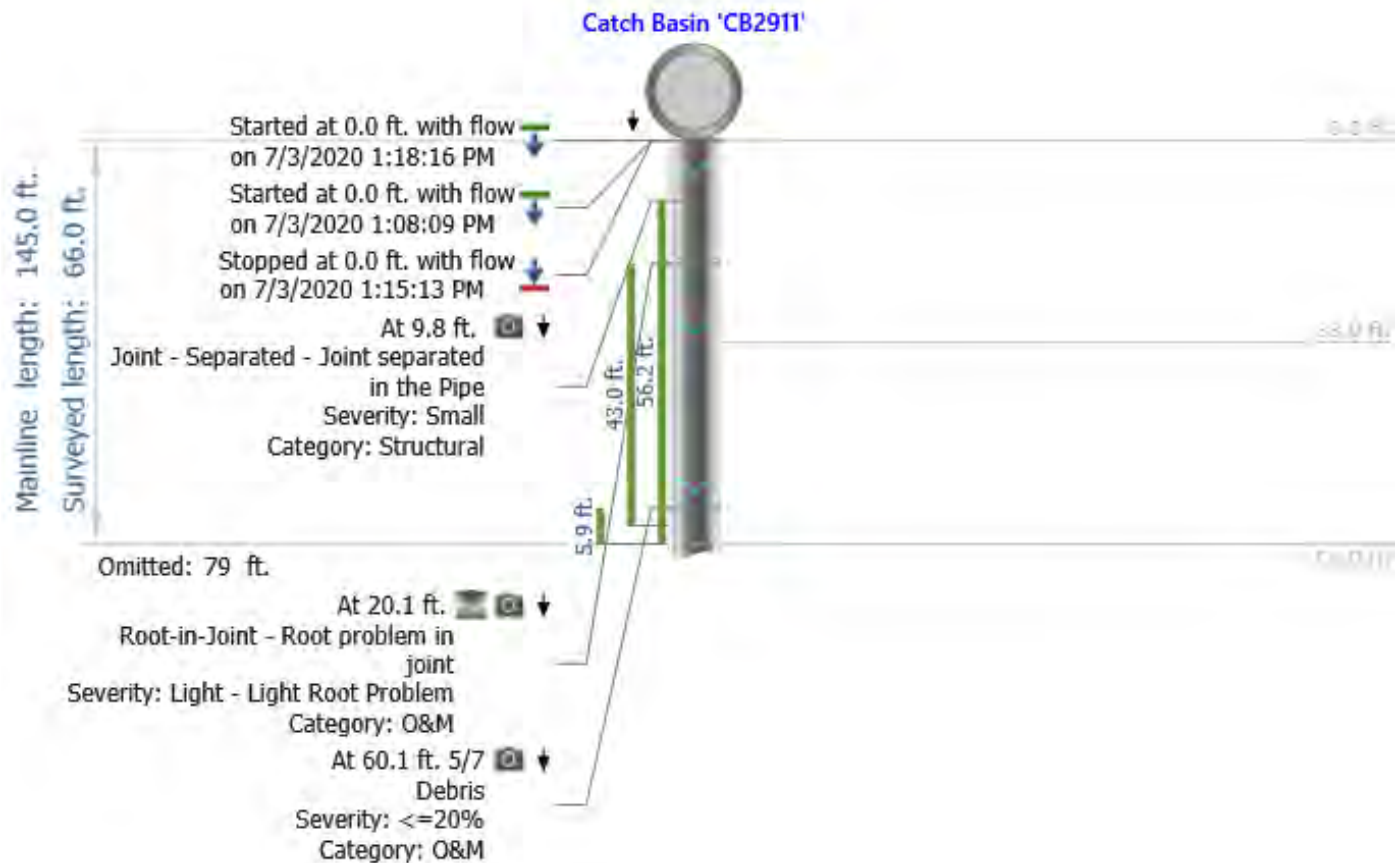 Catch Basin 'CB2911'
Started at 0.0 ft. with flow
on 7/3/2020 1:18:16 PM
Started at 0.0 ft. with flow
on 7/3/2020 1:08:09 PM
Stopped at 0.0 ft. with flow
on 7/3/2020 1:15:13 PM
At 9.8 ft.
Joint - Separated - Joint separated
in the Pipe
Severity: Small
Category: Structural
Mainline length: 145.0 ft.
Surveyed length: 66.0 ft.
43.0 ft.
56.2 ft.
5.9 ft.
0.0 ft.
33.0 ft.
Omitted: 79 ft.
At 20.1 ft.
Root-in-Joint - Root problem in
joint
Severity: Light - Light Root Problem
Category: O&M
At 60.1 ft. 5/7
Debris
Severity: <=20%
Category: O&M